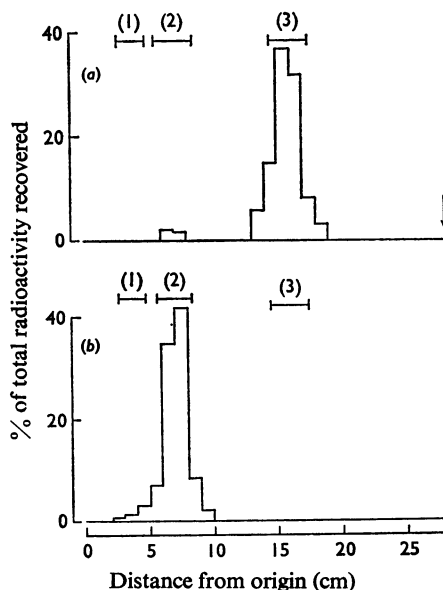 (1) (2) (3)
40
(a)
20
0
(1) (2) (3)
40
(b)
20
0
0 5 10 15 20 25
Distance from origin (cm)
% of total radioactivity recovered